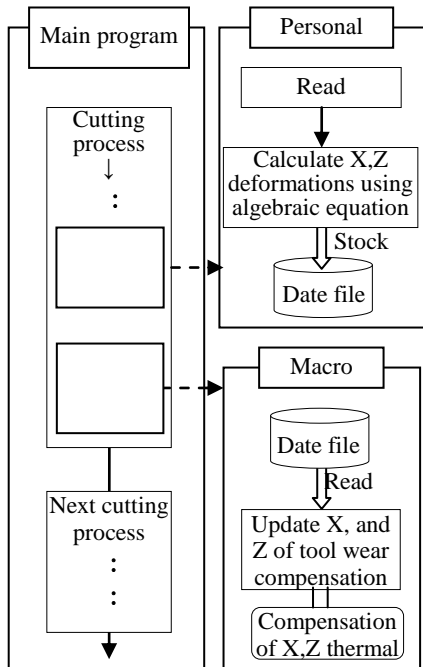 Main program
Cutting
process
↓
:
Next cutting
process
:
:
Personal
Read
Calculate X,Z
deformations using
algebraic equation
Stock
Date file
Macro
Date file
Read
Update X, and
Z of tool wear
compensation
Compensation
of X,Z thermal